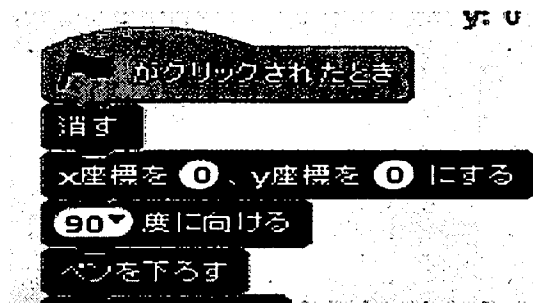 y: 0
がクリックされたとき
消す
x座標を 0 、y座標を 0 にする
90▼ 度に向ける
ペンを下ろす